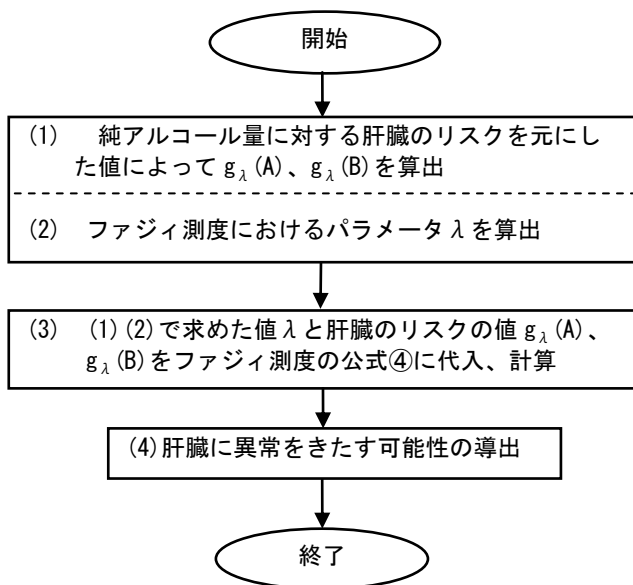 開始
(1) 純アルコール量に対する肝臓のリスクを元にし
た値によって g_λ(A)、g_λ(B)を算出
(2) ファジィ測度におけるパラメータλを算出
(3) (1)(2)で求めた値λと肝臓のリスクの値 g_λ(A)、
g_λ(B)をファジィ測度の公式④に代入、計算
(4)肝臓に異常をきたす可能性の導出
終了